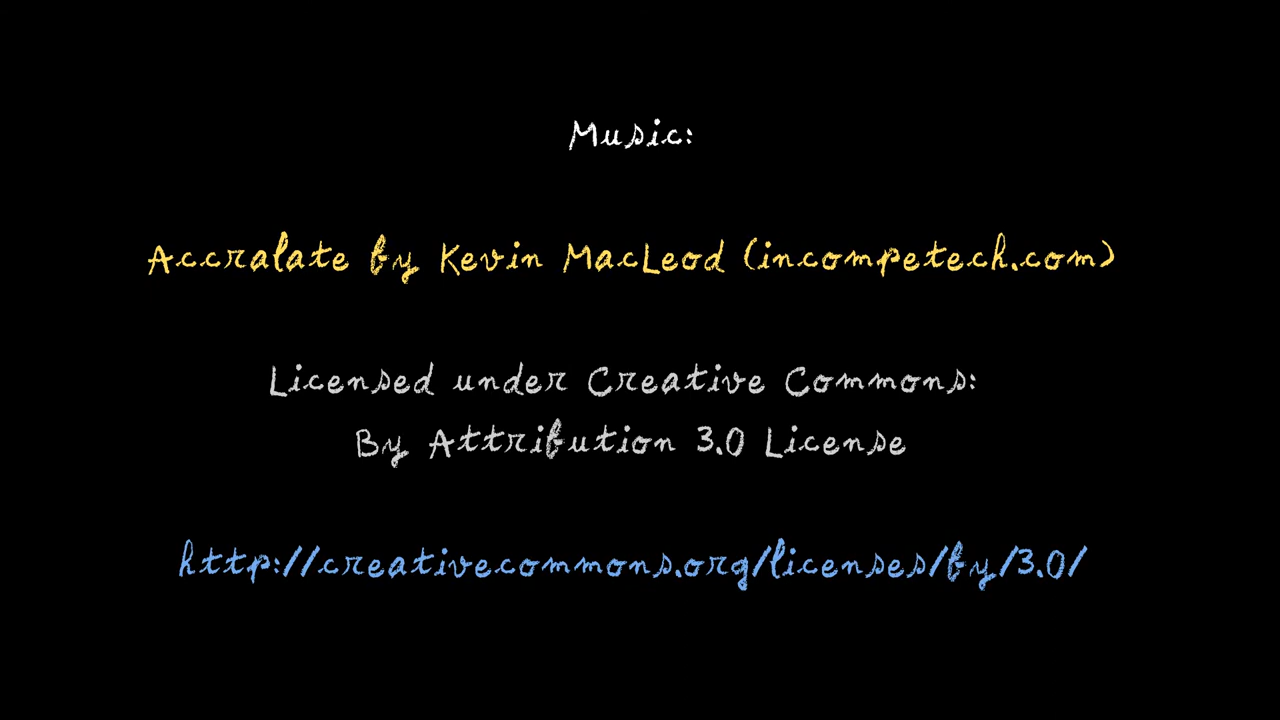 Music:
Accralate by Kevin MacLeod (incompetech.com)
Licensed under Creative Commons:
By Attribution 3.0 License
http://creativecommons.org/licenses/by/3.0/